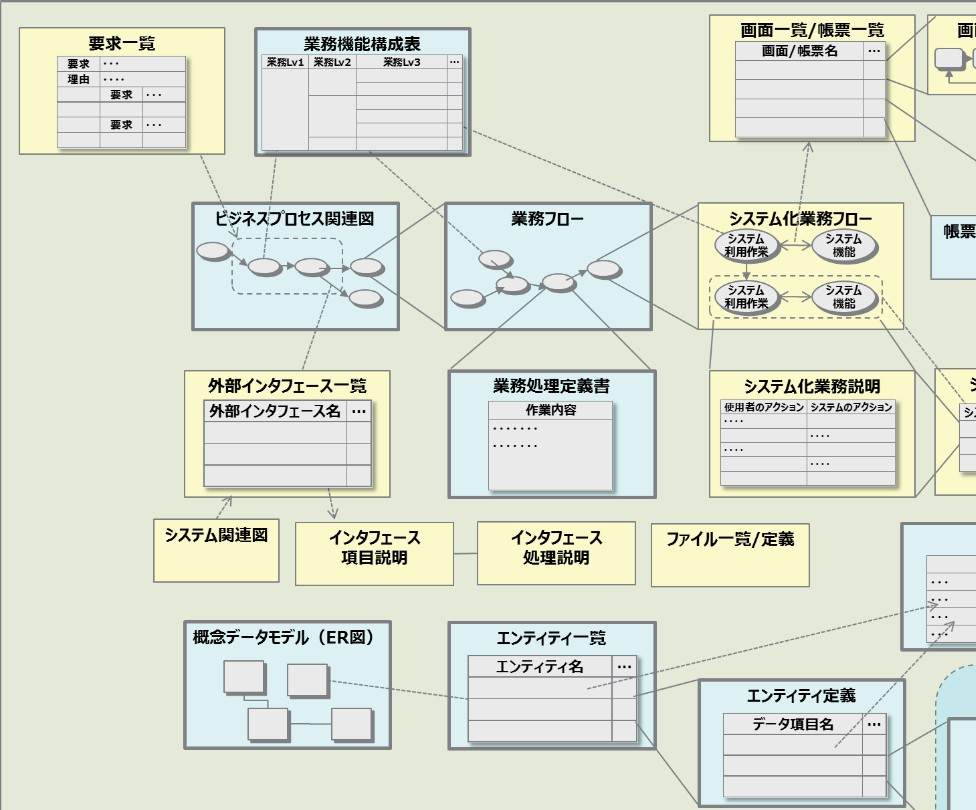 要求一覧
要求 ･･･
理由 ････
要求 ･･･
要求 ･･･
業務機能構成表
業務Lv1 業務Lv2 業務Lv3 …
画面一覧/帳票一覧
画面/帳票名 …
ビジネスプロセス関連図
業務フロー
システム化業務フロー
システム
利用作業
システム
機能
システム
利用作業
システム
機能
帳票
外部インタフェース一覧
外部インタフェース名 …
業務処理定義書
作業内容
･･･････
･･･････
システム化業務説明
使用者のアクション システムのアクション
････
････
････
････
システム関連図
インタフェース
項目説明
インタフェース
処理説明
ファイル一覧/定義
･･･
･･･
･･･
･･･
概念データモデル（ER図）
エンティティ一覧
エンティティ名 …
エンティティ定義
データ項目名 …